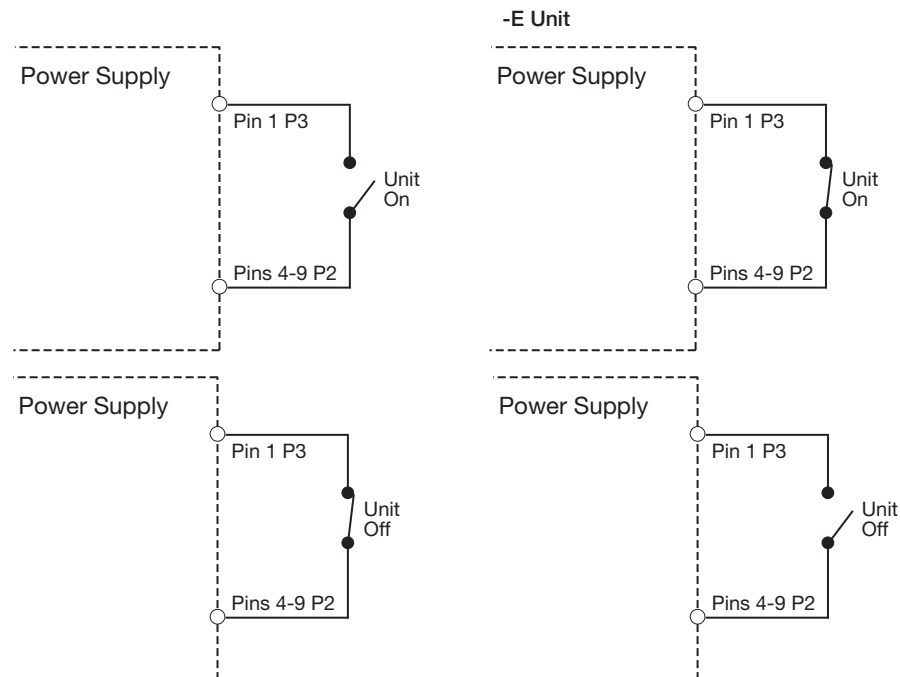 -E Unit
Power Supply
Pin 1 P3
Unit
On
Pins 4-9 P2
Power Supply
Pin 1 P3
Unit
On
Pins 4-9 P2
Power Supply
Pin 1 P3
Unit
Off
Pins 4-9 P2
Power Supply
Pin 1 P3
Unit
Off
Pins 4-9 P2